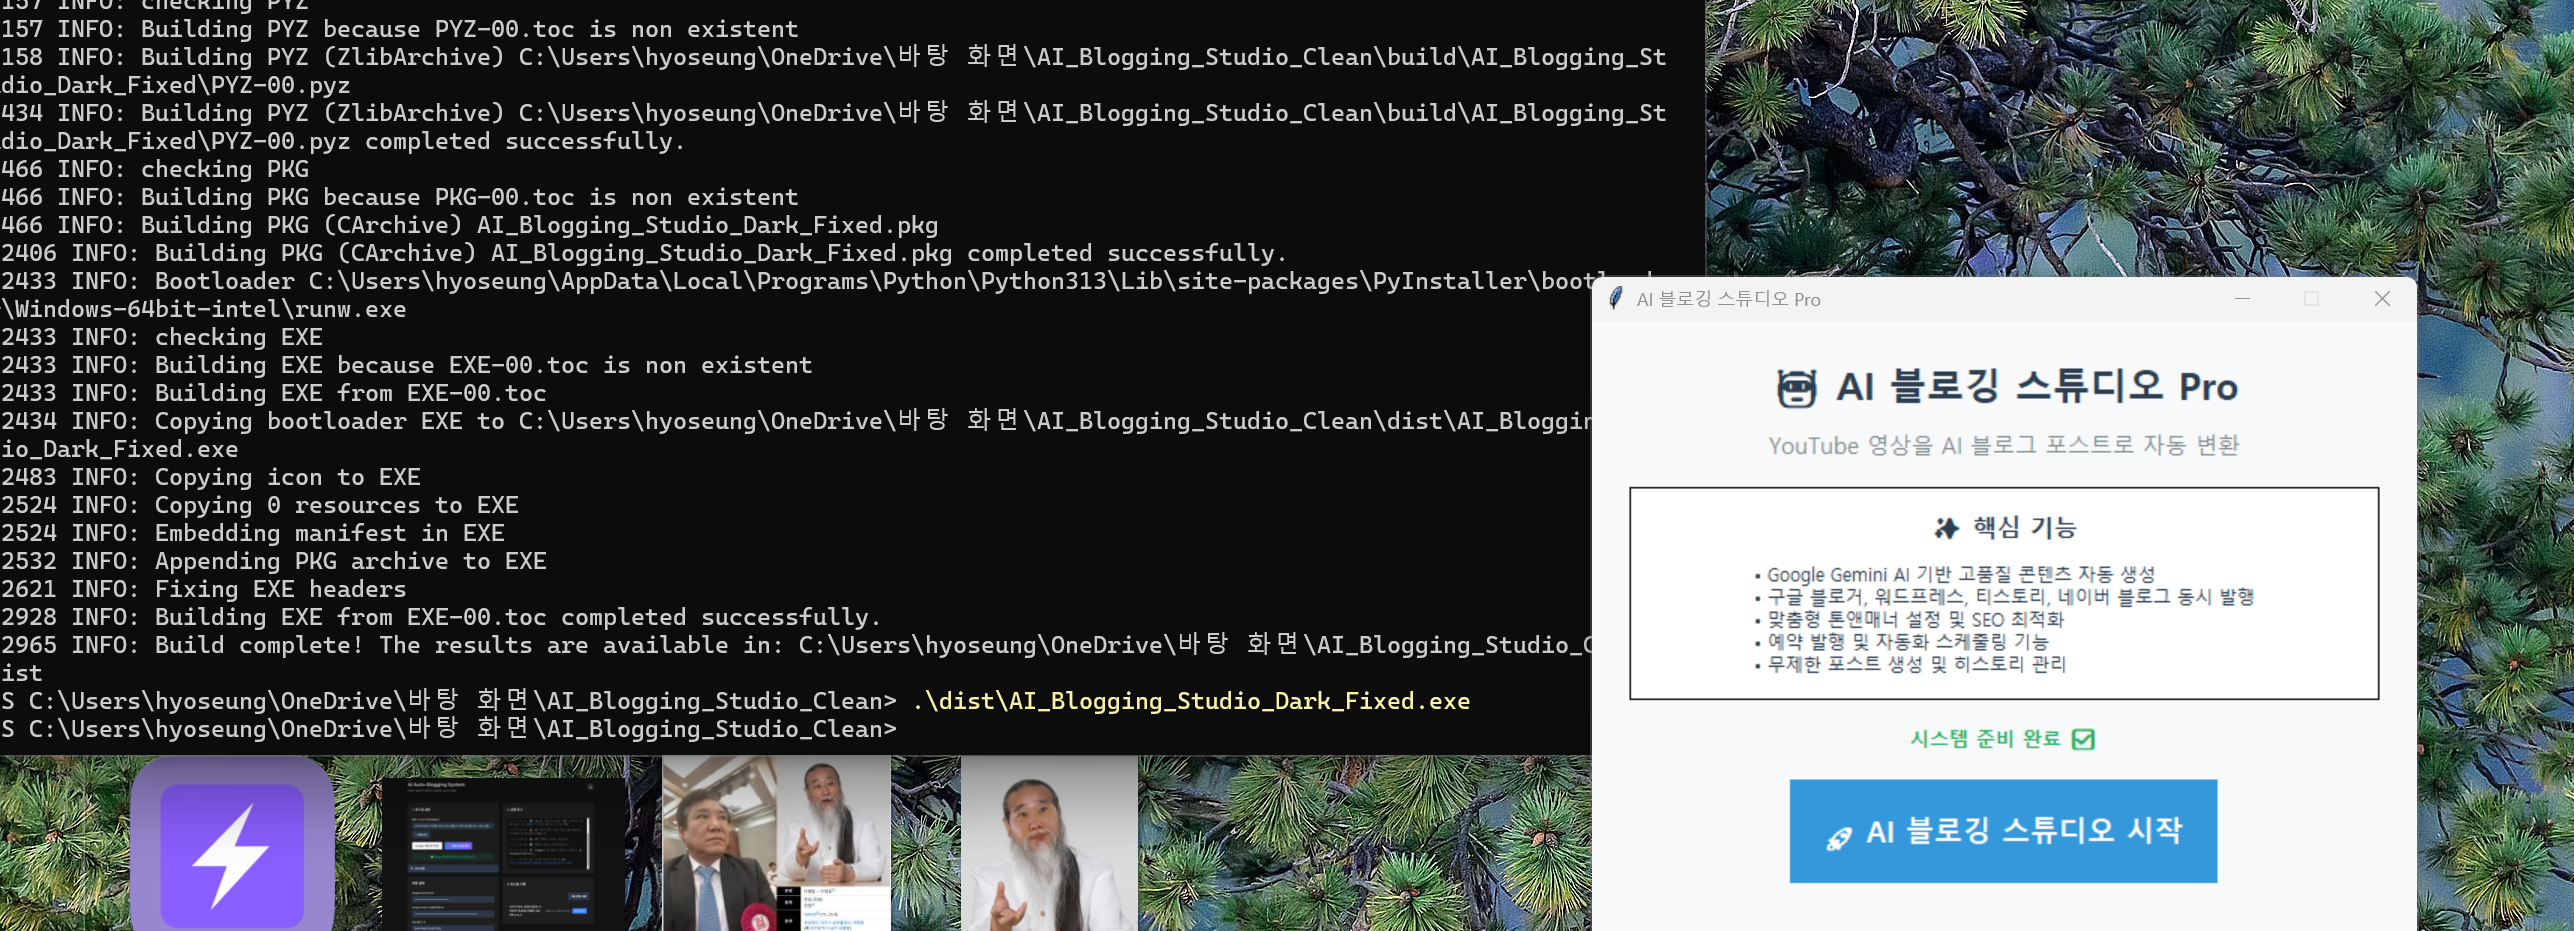 157 INFO: checking PYZ
157 INFO: Building PYZ because PYZ-00.toc is non existent
158 INFO: Building PYZ (ZlibArchive) C:\Users\hyoseung\OneDrive\바탕 화면\AI_Blogging_Studio_Clean\build\AI_Blogging_St
dio_Dark_Fixed\PYZ-00.pyz
434 INFO: Building PYZ (ZlibArchive) C:\Users\hyoseung\OneDrive\바탕 화면\AI_Blogging_Studio_Clean\build\AI_Blogging_St
dio_Dark_Fixed\PYZ-00.pyz completed successfully.
466 INFO: checking PKG
466 INFO: Building PKG because PKG-00.toc is non existent
466 INFO: Building PKG (CArchive) AI_Blogging_Studio_Dark_Fixed.pkg
2406 INFO: Building PKG (CArchive) AI_Blogging_Studio_Dark_Fixed.pkg completed successfully.
2433 INFO: Bootloader C:\Users\hyoseung\AppData\Local\Programs\Python\Python313\Lib\site-packages\PyInstaller\bootload
\Windows-64bit-intel\runw.exe
2433 INFO: checking EXE
2433 INFO: Building EXE because EXE-00.toc is non existent
2433 INFO: Building EXE from EXE-00.toc
2434 INFO: Copying bootloader EXE to C:\Users\hyoseung\OneDrive\바탕 화면\AI_Blogging_Studio_Clean\dist\AI_Bloggin
io_Dark_Fixed.exe
2483 INFO: Copying icon to EXE
2524 INFO: Copying 0 resources to EXE
2524 INFO: Embedding manifest in EXE
2532 INFO: Appending PKG archive to EXE
2621 INFO: Fixing EXE headers
2928 INFO: Building EXE from EXE-00.toc completed successfully.
2965 INFO: Build complete! The results are available in: C:\Users\hyoseung\OneDrive\바탕 화면\AI_Blogging_Studio_C
ist
S C:\Users\hyoseung\OneDrive\바탕 화면\AI_Blogging_Studio_Clean> .\dist\AI_Blogging_Studio_Dark_Fixed.exe
S C:\Users\hyoseung\OneDrive\바탕 화면\AI_Blogging_Studio_Clean>
AI 블로깅 스튜디오 Pro
AI 블로깅 스튜디오 Pro
YouTube 영상을 AI 블로그 포스트로 자동 변환
핵심 기능
• Google Gemini AI 기반 고품질 콘텐츠 자동 생성
• 구글 블로거, 워드프레스, 티스토리, 네이버 블로그 동시 발행
• 맞춤형 톤앤매너 설정 및 SEO 최적화
• 예약 발행 및 자동화 스케줄링 기능
• 무제한 포스트 생성 및 히스토리 관리
시스템 준비 완료 ☑
AI 블로깅 스튜디오 시작
AI Auto-Blogging System